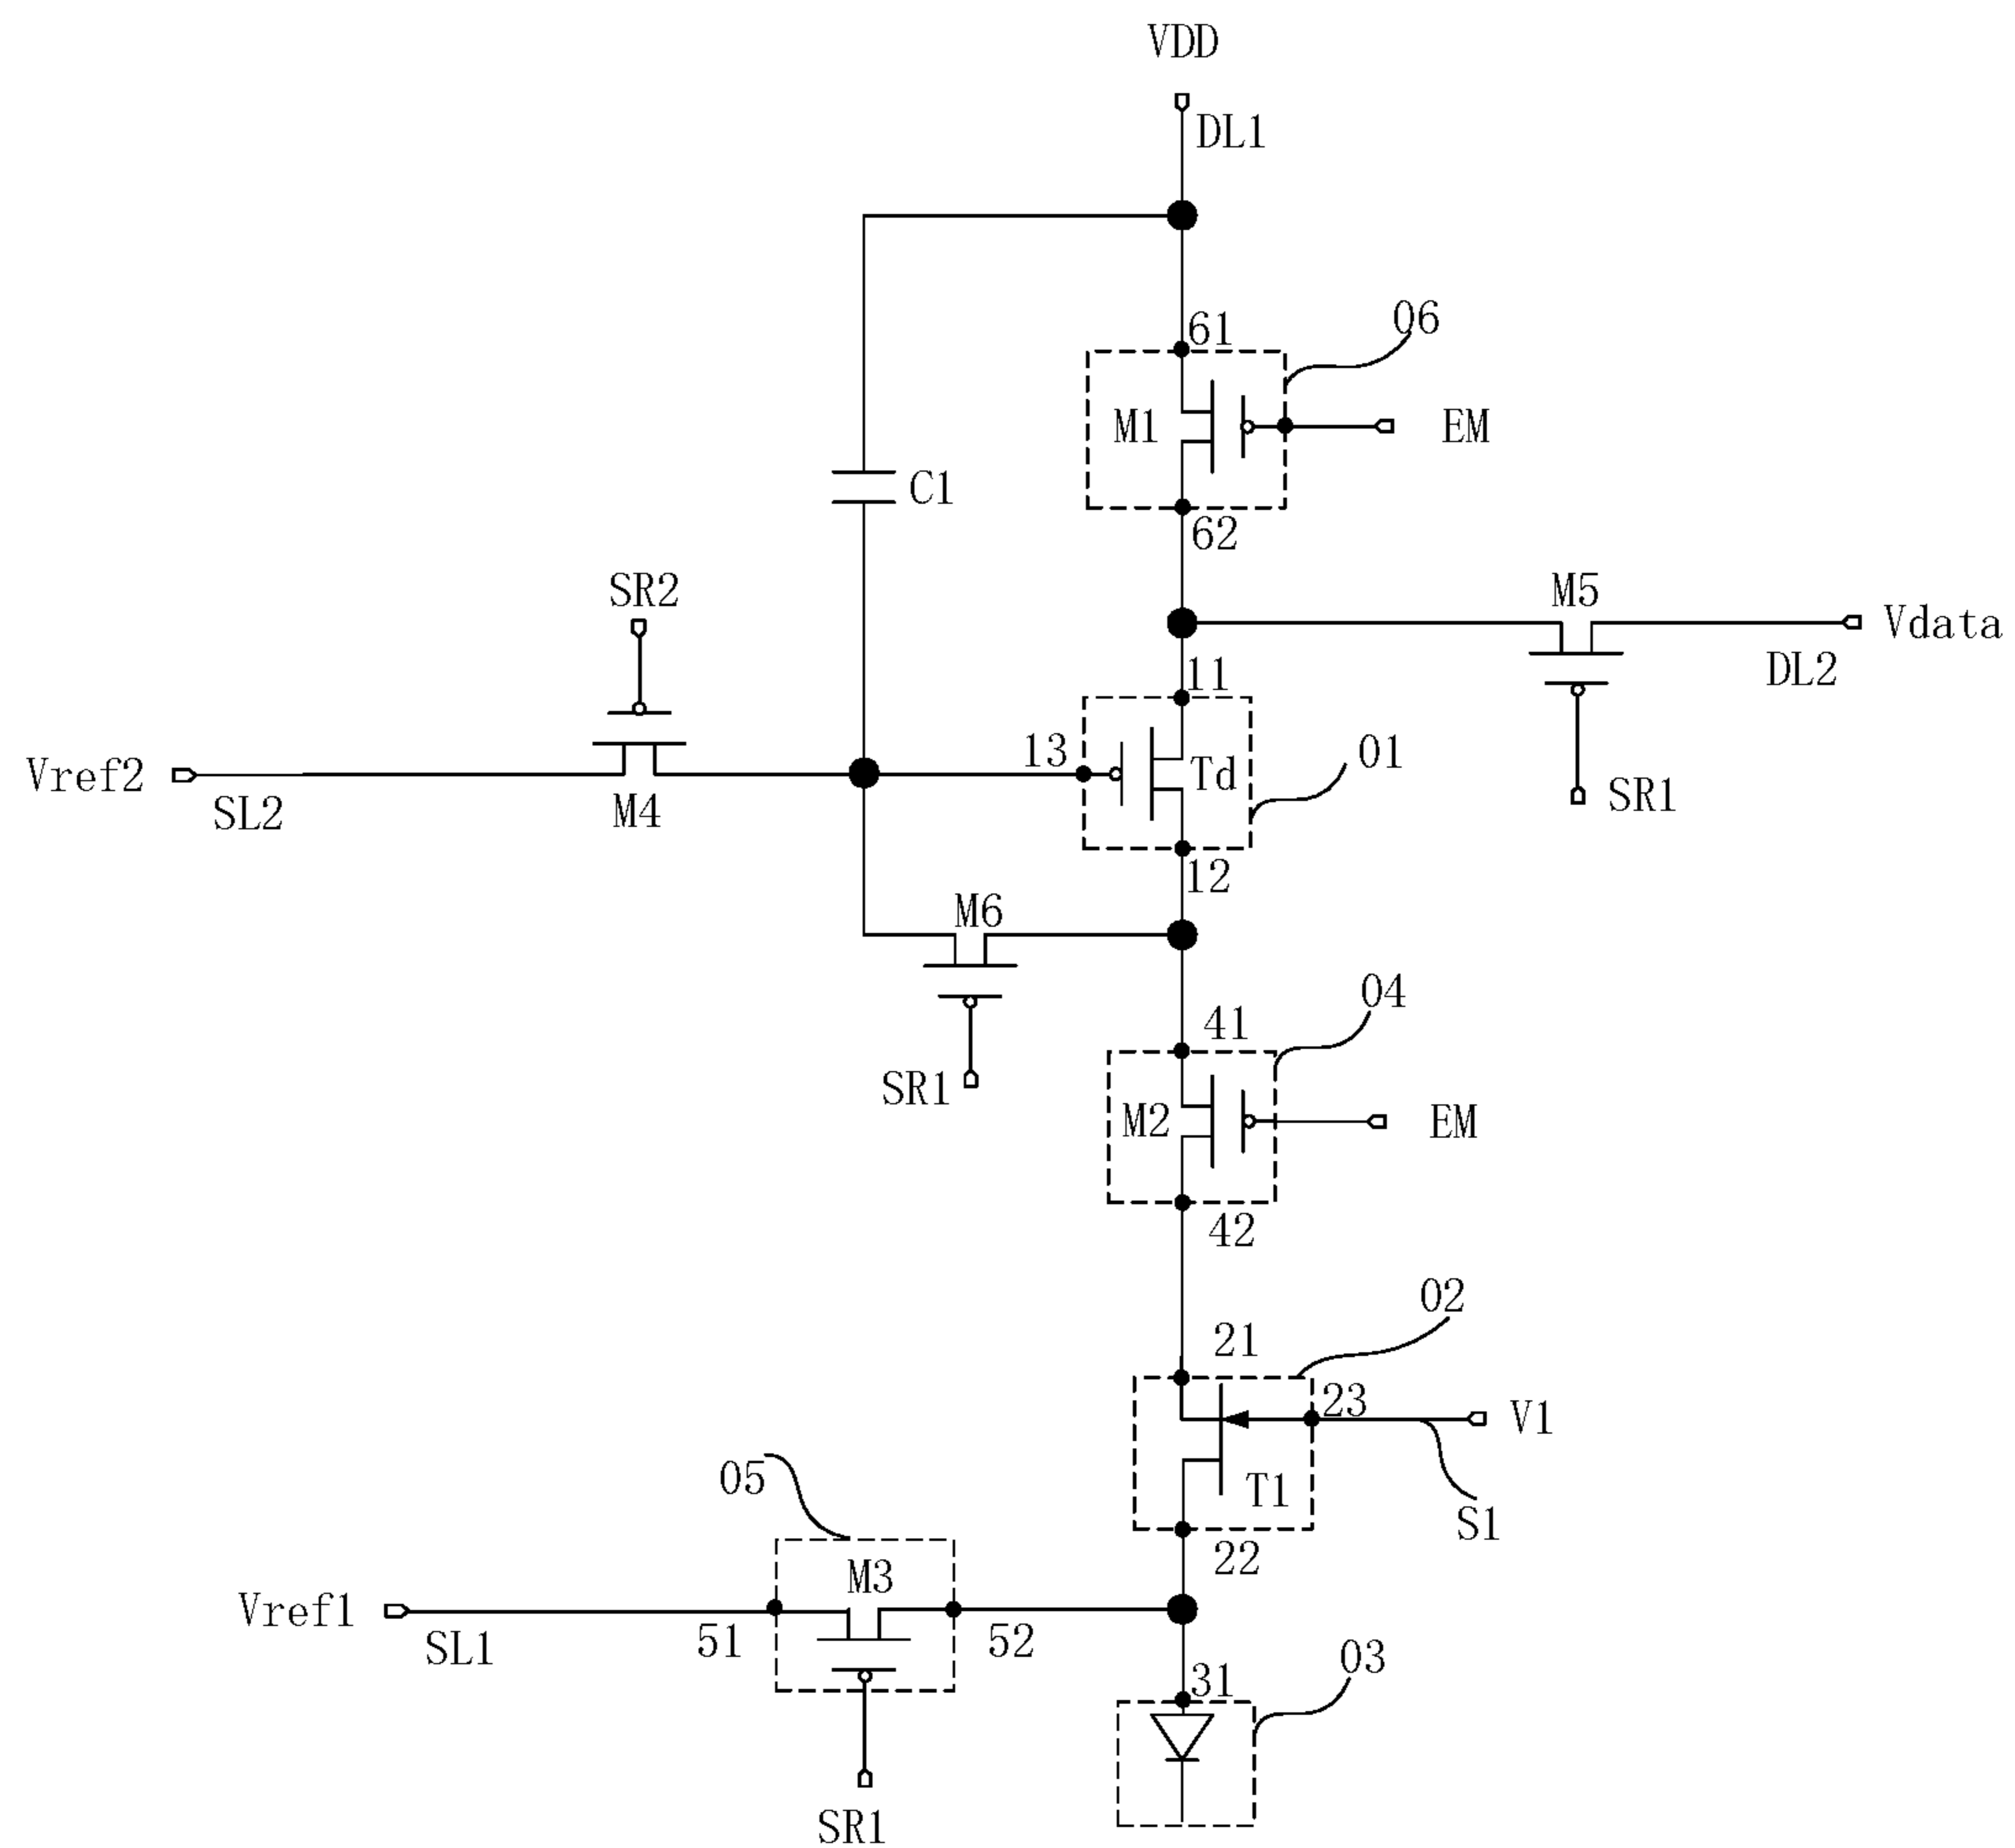 VDD
DL1
61
06
M1
EM
C1
62
SR2
M5
Vdata
11
DL2
13
Td
01
Vref2
SL2
M4
SR1
12
M6
04
41
SR1
M2
EM
42
02
21
23
V1
05
T1
S1
22
M3
Vref1
51
52
SL1
31
03
SR1